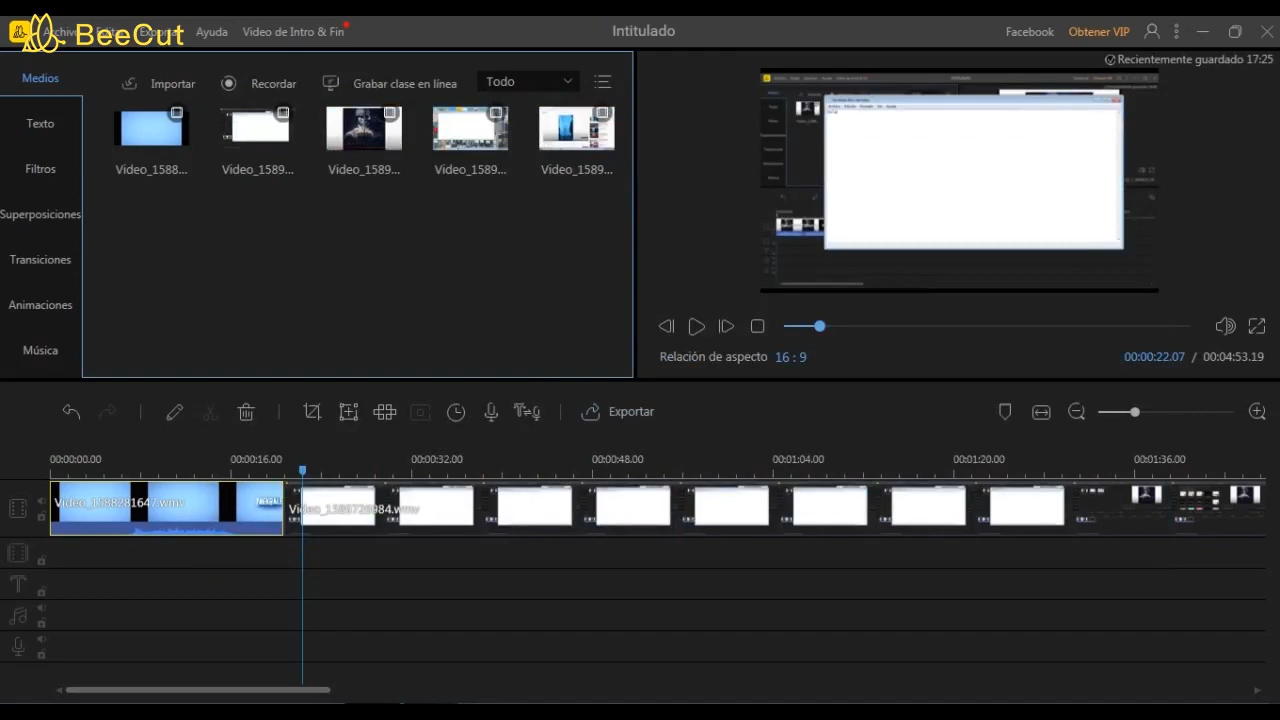 BeeCut
Archivo Editar Exportar Ayuda Video de Intro & Fin Intitulado Facebook Obtener VIP
Recientemente guardado 17:25
Medios
Importar Recordar Grabar clase en línea Todo
Texto
Filtros
Superposiciones
Transiciones
Animaciones
Música
Video_1588... Video_1589... Video_1589... Video_1589... Video_1589...
Relación de aspecto 16 : 9 00:00:22.07 / 00:04:53.19
Exportar
00:00:00.00 00:00:16.00 00:00:32.00 00:00:48.00 00:01:04.00 00:01:20.00 00:01:36.00
Video_1588281647.wmv